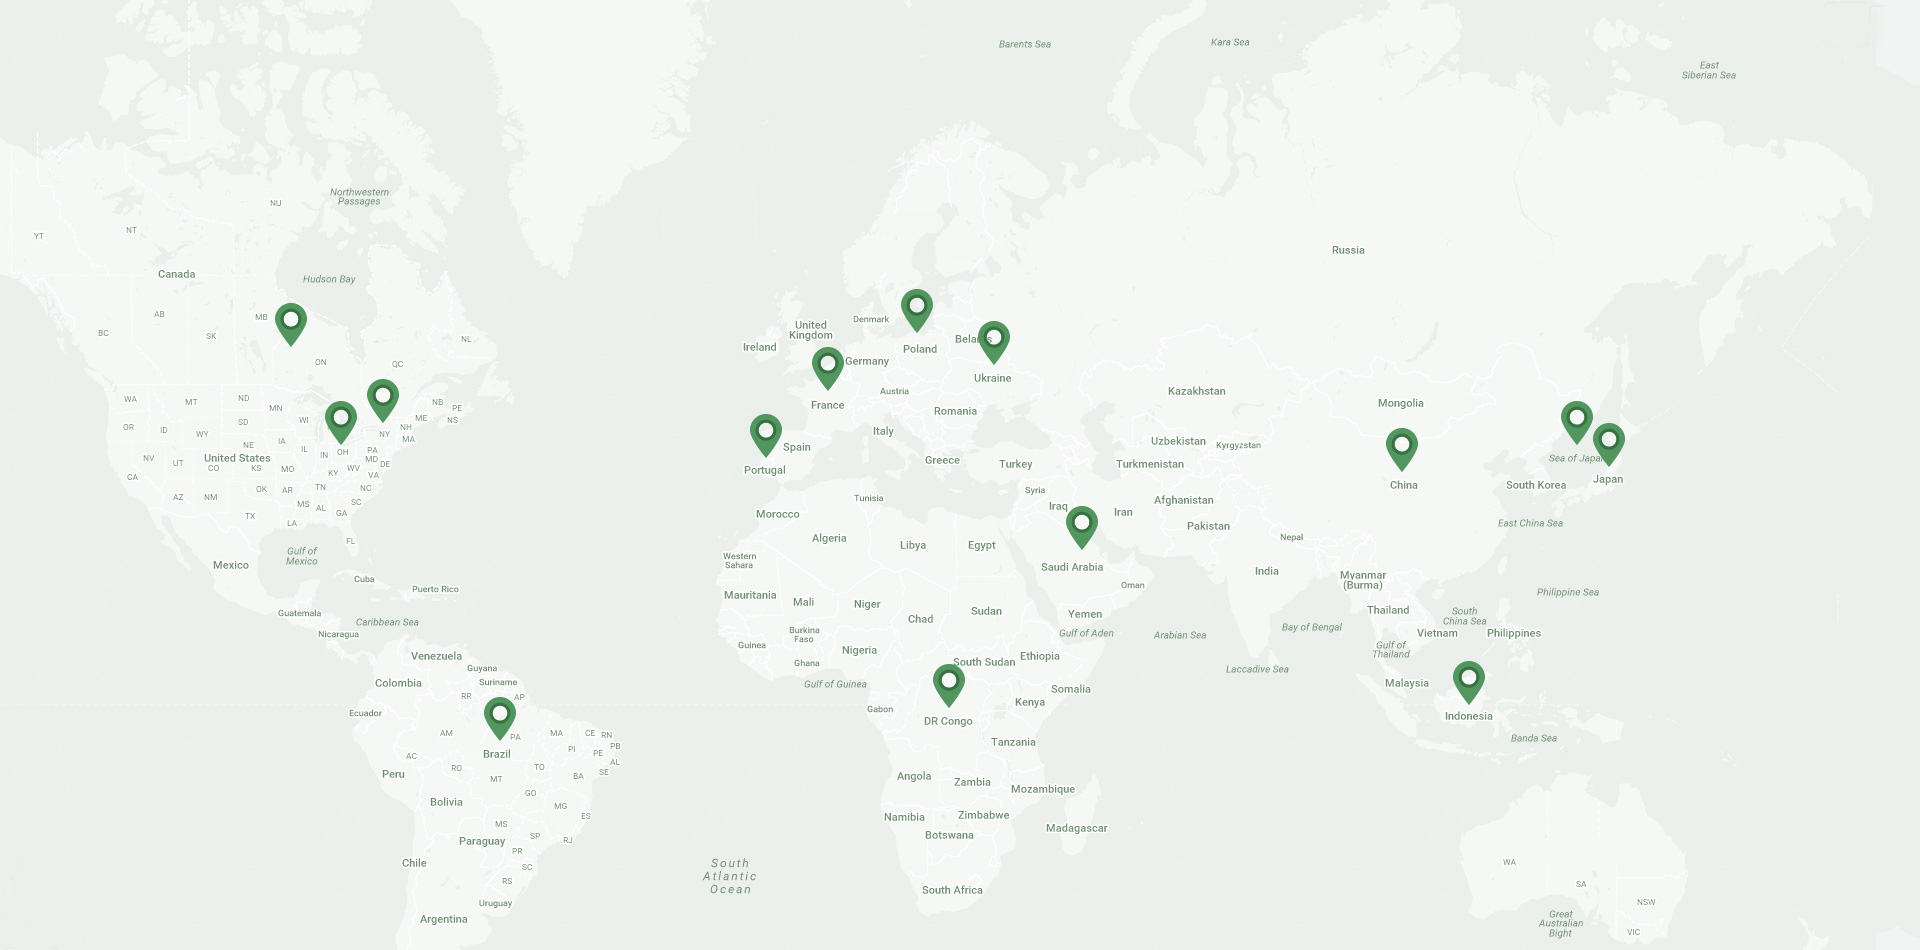 Barents Sea
Kara Sea
East
Siberian Sea
Northwestern
Passages
NU
NT
YT
Russia
Canada
Hudson Bay
AB
MB
BC
SK
NL
ON
QC
United
Kingdom
Denmark
Ireland
Poland
Belarus
Germany
Ukraine
Austria
France
Romania
Kazakhstan
Mongolia
WA
MT
ND
MN
NB
PE
OR
ID
SD
WI
ME
NS
WY
NY
NH
MA
NE
IA
IL
IN
OH
PA
NV
UT
United States
CO
KS
MO
WV
MD
DE
CA
KY
VA
AZ
NM
OK
AR
TN
NC
TX
MS
AL
GA
SC
LA
FL
Italy
Spain
Portugal
Greece
Turkey
Uzbekistan
Kyrgyzstan
Turkmenistan
Sea of Japan
China
South Korea
Japan
Syria
Tunisia
Iraq
Iran
Afghanistan
Morocco
Pakistan
East China Sea
Algeria
Libya
Egypt
Nepal
Gulf of
Mexico
Mexico
Western
Sahara
Saudi Arabia
India
Myanmar
(Burma)
Cuba
Puerto Rico
Oman
Philippine Sea
Mauritania
Mali
Niger
Chad
Sudan
Yemen
Thailand
South
China Sea
Guatemala
Caribbean Sea
Nicaragua
Burkina
Faso
Gulf of Aden
Arabian Sea
Bay of Bengal
Vietnam
Philippines
Guinea
Nigeria
Gulf of
Thailand
Venezuela
Guyana
Ghana
South Sudan
Ethiopia
Laccadive Sea
Colombia
Suriname
Gulf of Guinea
Somalia
Malaysia
RR
AP
Ecuador
Gabon
Kenya
DR Congo
Indonesia
AM
PA
MA
CE
RN
PB
Tanzania
Banda Sea
Brazil
AC
PI
PE
AL
RO
TO
SE
Peru
MT
BA
Angola
Zambia
Mozambique
Bolivia
GO
MG
ES
Namibia
Zimbabwe
MS
SP
RJ
Botswana
Madagascar
Paraguay
PR
Chile
SC
South
Atlantic
Ocean
WA
RS
SA
South Africa
Uruguay
NSW
Argentina
Great
Australian
Bight
VIC